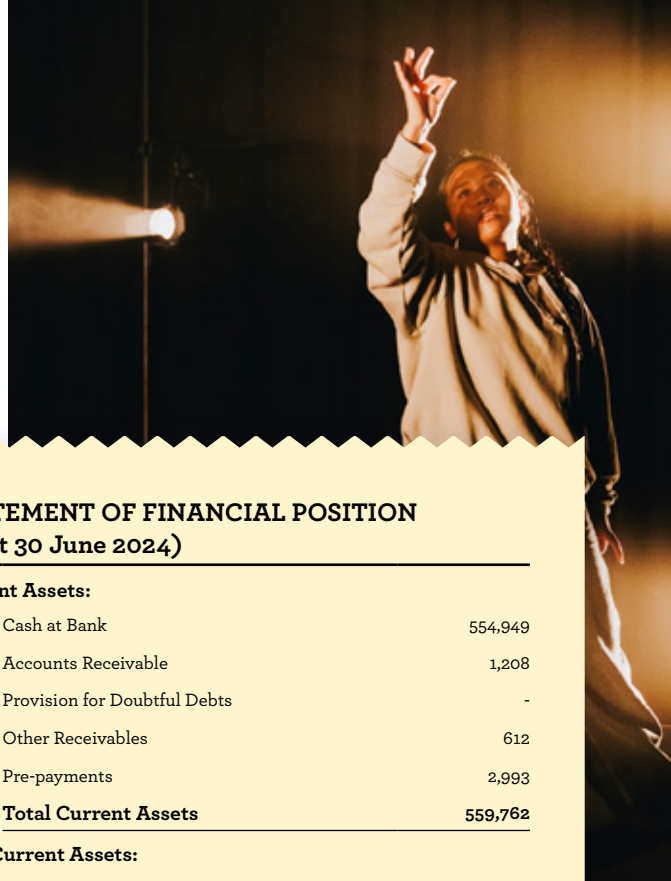 TEMENT OF FINANCIAL POSITION
t 30 June 2024)
nt Assets:
Cash at Bank 554,949
Accounts Receivable 1,208
Provision for Doubtful Debts -
Other Receivables 612
Pre-payments 2,993
Total Current Assets 559,762
Current Assets: